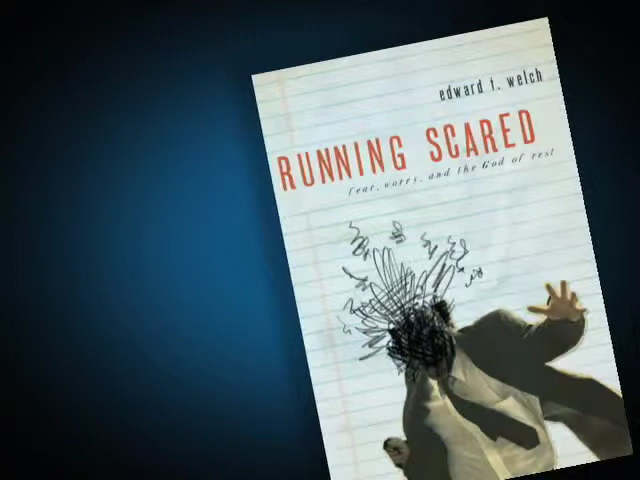 edward t. welch
RUNNING SCARED
fear, worry, and the God of rest